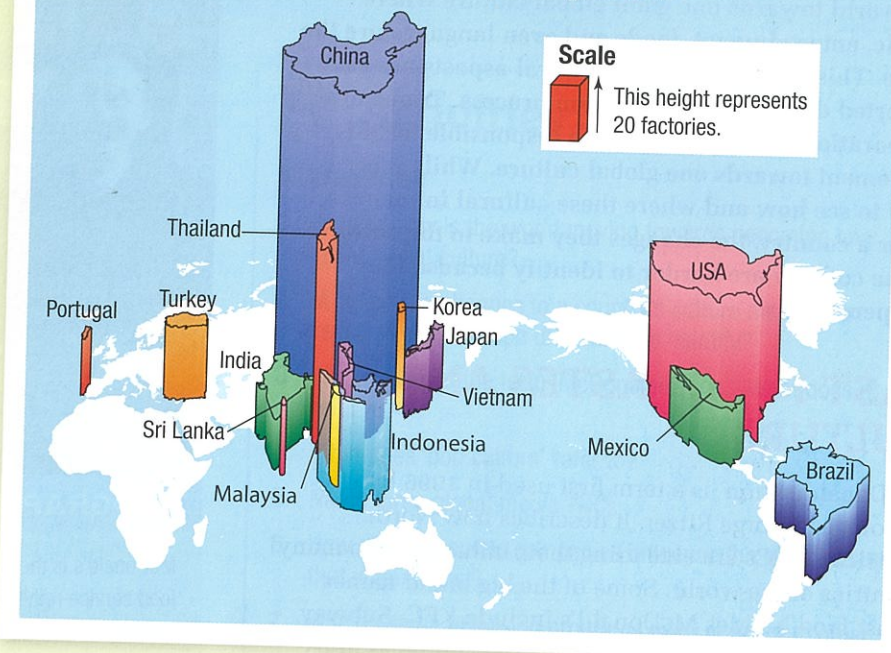 China
Scale
This height represents
20 factories.
Thailand
USA
Portugal
Turkey
Korea
Japan
India
Vietnam
Sri Lanka
Indonesia
Mexico
Malaysia
Brazil